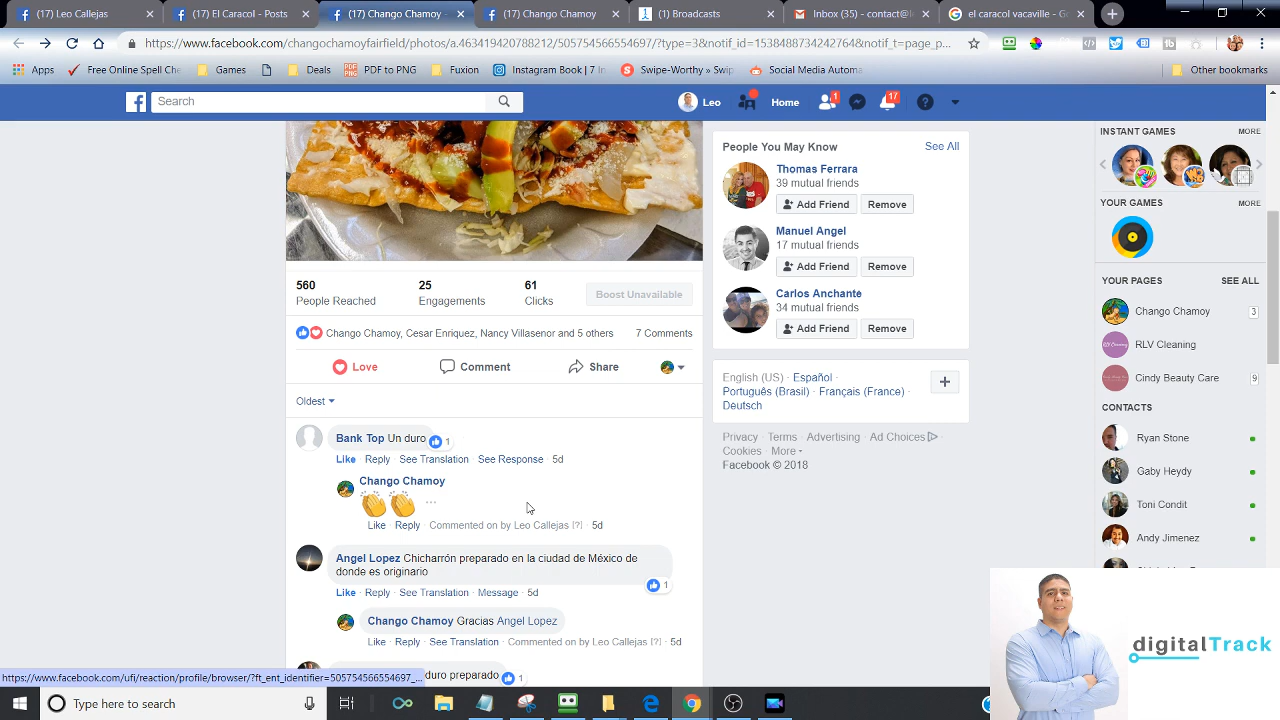 (17) Leo Callejas
(17) El Caracol - Posts
(17) Chango Chamoy -
(17) Chango Chamoy
(1) Broadcasts
Inbox (35) - contact@l
el caracol vacaville - Go
https://www.facebook.com/changochamoyfairfield/photos/a.463419420788212/505754566554697/?type=3&notif_id=1538488734242764&notif_t=page_p...
Apps
Free Online Spell Che
Games
Deals
PDF to PNG
Fuxion
Instagram Book | 7 In
Swipe-Worthy » Swip
Social Media Automa
Other bookmarks
Search
Leo
Home
1
17
560
People Reached
25
Engagements
61
Clicks
Boost Unavailable
Chango Chamoy, Cesar Enriquez, Nancy Villasenor and 5 others
7 Comments
Love
Comment
Share
Oldest
Bank Top Un duro
1
Like · Reply · See Translation · See Response · 5d
Chango Chamoy
Like · Reply · Commented on by Leo Callejas [?] · 5d
Angel Lopez Chicharrón preparado en la ciudad de México de
donde es originario
1
Like · Reply · See Translation · Message · 5d
Chango Chamoy Gracias Angel Lopez
Like · Reply · See Translation · Commented on by Leo Callejas [?] · 5d
duro preparado
1
People You May Know
See All
Thomas Ferrara
39 mutual friends
Add Friend
Remove
Manuel Angel
17 mutual friends
Add Friend
Remove
Carlos Anchante
34 mutual friends
Add Friend
Remove
English (US) · Español ·
Português (Brasil) · Français (France) ·
Deutsch
Privacy · Terms · Advertising · Ad Choices
Cookies · More
Facebook © 2018
INSTANT GAMES
MORE
YOUR GAMES
MORE
YOUR PAGES
SEE ALL
Chango Chamoy
3
RLV Cleaning
Cindy Beauty Care
9
CONTACTS
Ryan Stone
Gaby Heydy
Toni Condit
Andy Jimenez
digitalTrack
https://www.facebook.com/ufi/reaction/profile/browser/?ft_ent_identifier=505754566554697_...
Type here to search